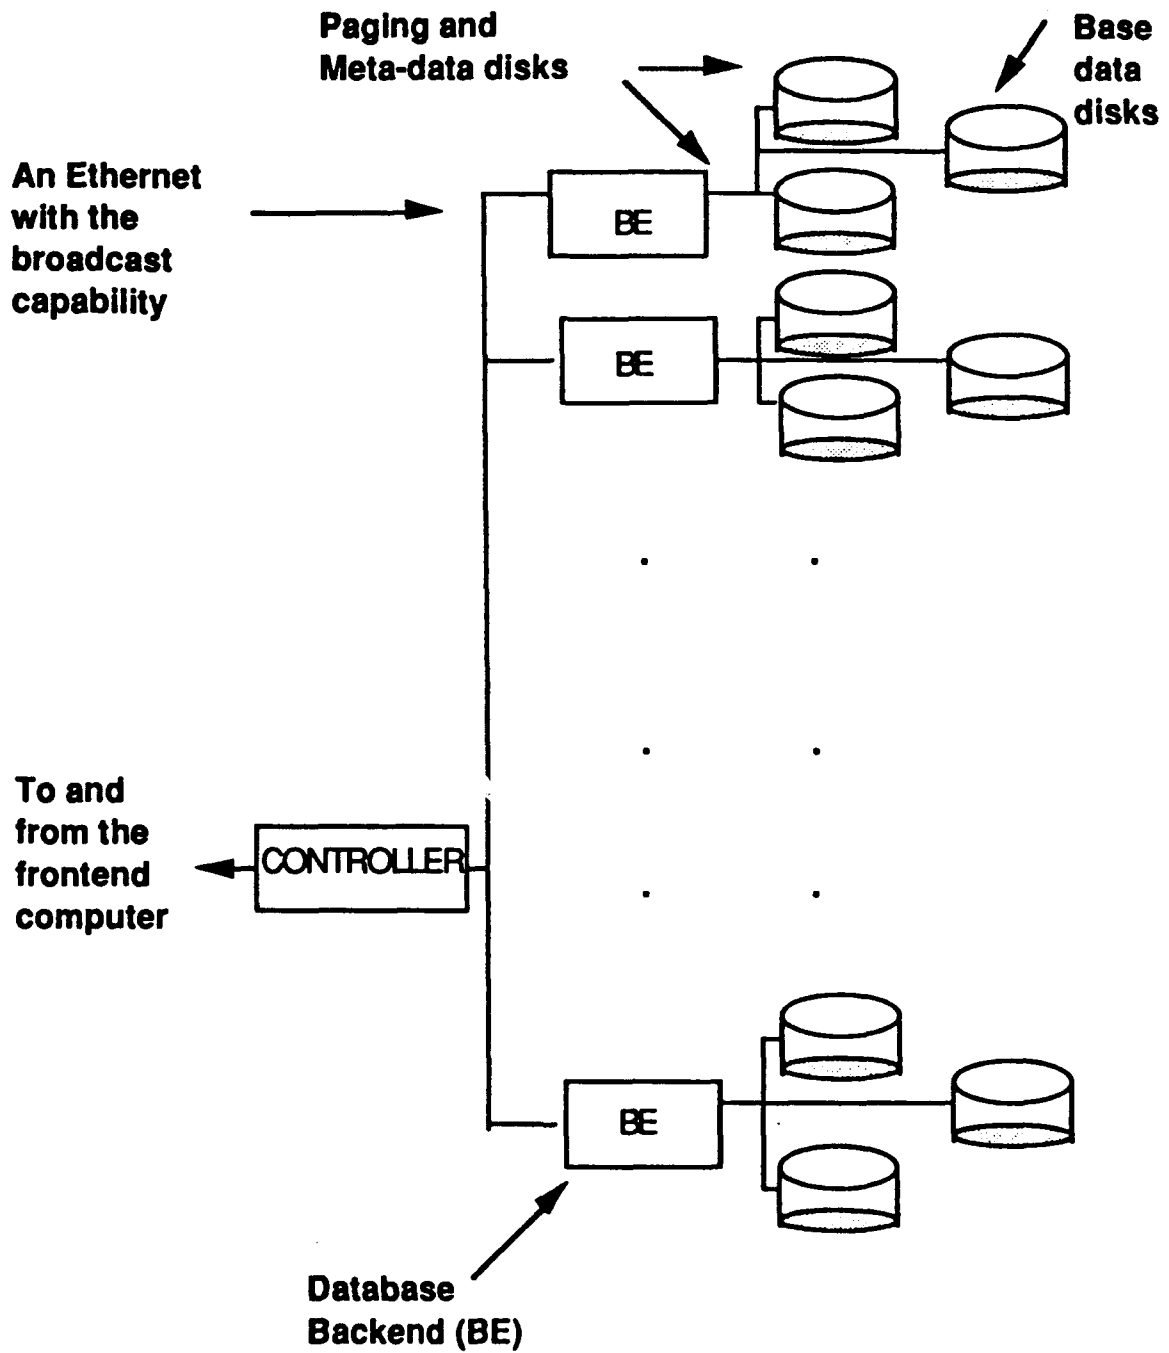 Paging and
Meta-data disks
Base
data
disks
An Ethernet
with the
broadcast
capability
BE
BE
To and
from the
frontend
computer
CONTROLLER
BE
Database
Backend (BE)